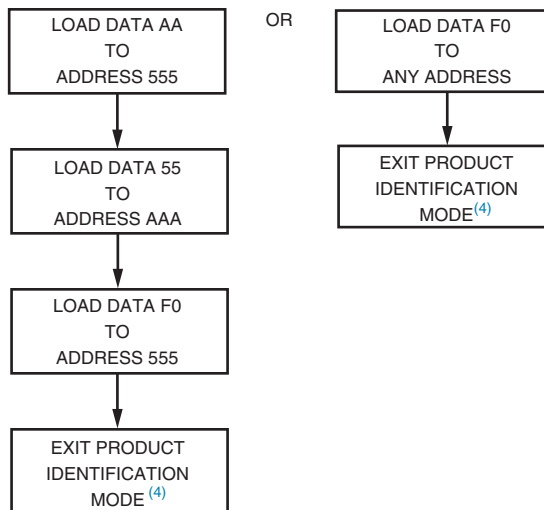 LOAD DATA AA
TO
ADDRESS 555
LOAD DATA 55
TO
ADDRESS AAA
LOAD DATA F0
TO
ADDRESS 555
EXIT PRODUCT
IDENTIFICATION
MODE (4)
OR
LOAD DATA F0
TO
ANY ADDRESS
EXIT PRODUCT
IDENTIFICATION
MODE(4)